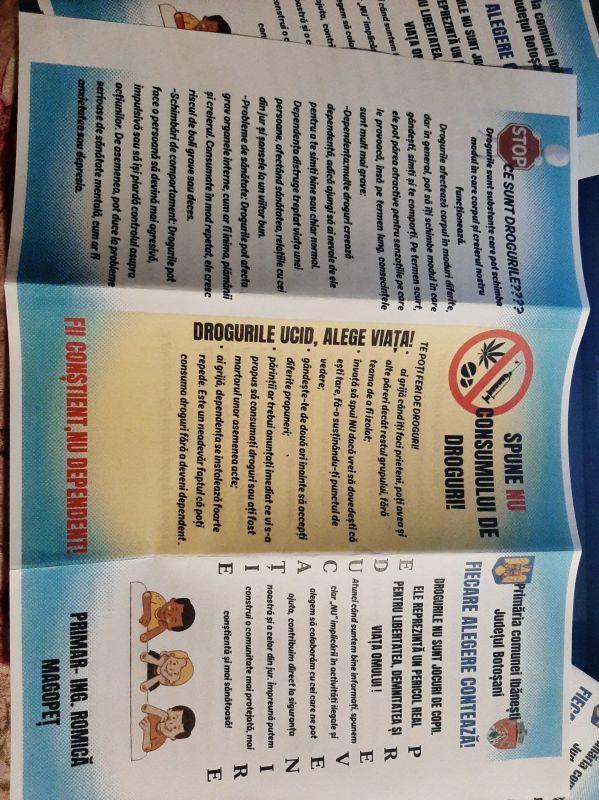 CE SUNT DROGURILE????
STOP
Drogurile sunt substanțe care pot schimba
modul în care corpul și creierul nostru
funcționează.
Drogurile afectează corpul în moduri diferite,
dar în general, pot să îți schimbe modul în care
gândești, simți și te comporți. Pe termen scurt,
ele pot părea atractive pentru senzațiile pe care
le provoacă, însă pe termen lung, consecințele
sunt mult mai grave:
-Dependența:multe droguri creează
dependență, adică ajungi să ai nevoie de ele
pentru a te simți bine sau chiar normal.
Dependența distruge treptat viața unei
persoane, afectând sănătatea, relațiile cu cei
din jur și șansele la un viitor bun.
-Probleme de sănătate: Drogurile pot afecta
grav organele interne, cum ar fi inima, plămânii
și creierul. Consumate în mod repetat, ele cresc
riscul de boli grave sau deces.
-Schimbări de comportament: Drogurile pot
face o persoană să devină mai agresivă,
impulsivă sau să își piardă controlul asupra
acțiunilor. De asemenea, pot duce la probleme
serioase de sănătate mintală, cum ar fi
anxietatea sau depresia.
SPUNE NU
CONSUMULUI DE
DROGURI!
TE POȚI FERI DE DROGURI!
• ai grijă când îți faci prieteni, poți avea și
alte păreri decât restul grupului, fără
teama de a fi izolat;
• învață să spui NU dacă vrei să dovedești că
ești tare, fă-o susținându-ți punctul de
vedere;
• gândește-te de două ori înainte să accepți
diferite propuneri;
• părinții ar trebui anunțați imediat ce vi s-a
propus să consumați droguri sau ați fost
martorul unor asemenea acte;
• ai grijă, dependența se instalează foarte
repede. Este un neadevăr faptul că poți
consuma droguri fără a deveni dependent.
DROGURILE UCID, ALEGE VIAȚA!
FII CONȘTIENT,NU DEPENDENT!
Primăria comunei Ibănești
Județul Botoșani
FIECARE ALEGERE CONTEAZĂ!
DROGURILE NU SUNT JOCURI DE COPIL.
ELE REPREZINTĂ UN PERICOL REAL
PENTRU LIBERTATEA, DEMNITATEA ȘI
VIAȚA OMULUI !
Atunci când suntem bine informați, spunem
clar „NU” implicării în activități ilegale și
alegem să colaborăm cu cei care ne pot
ajuta, contribuim direct la siguranța
noastră și a celor din jur. Împreună putem
construi o comunitate mai protejată, mai
conștientă și mai sănătoasă!
EDUCAȚIE
PREVENIRE
PRIMAR- ING. ROMICĂ
MAGOPEȚ